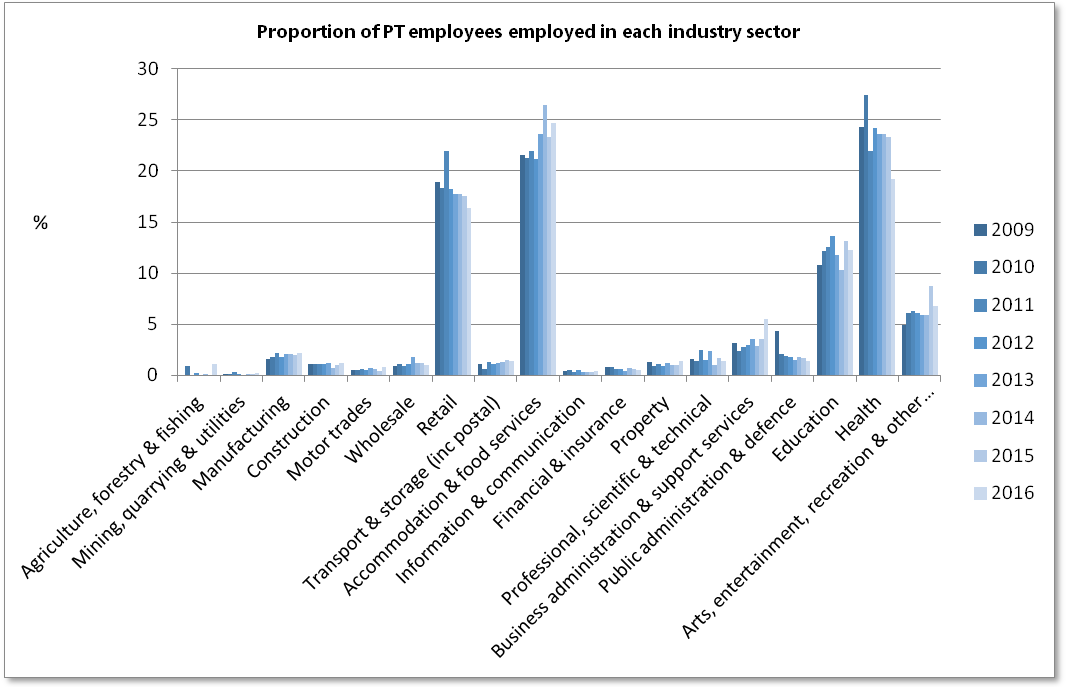 Proportion of PT employees employed in each industry sector
30
25
20
15
10
5
0
%
Agriculture, forestry & fishing
Mining, quarrying & utilities
Manufacturing
Construction
Motor trades
Wholesale
Retail
Transport & storage (inc postal)
Accommodation & food services
Information & communication
Financial & insurance
Property
Professional, scientific & technical
Business administration & support services
Public administration & defence
Education
Health
Arts, entertainment, recreation & other...
2009
2010
2011
2012
2013
2014
2015
2016